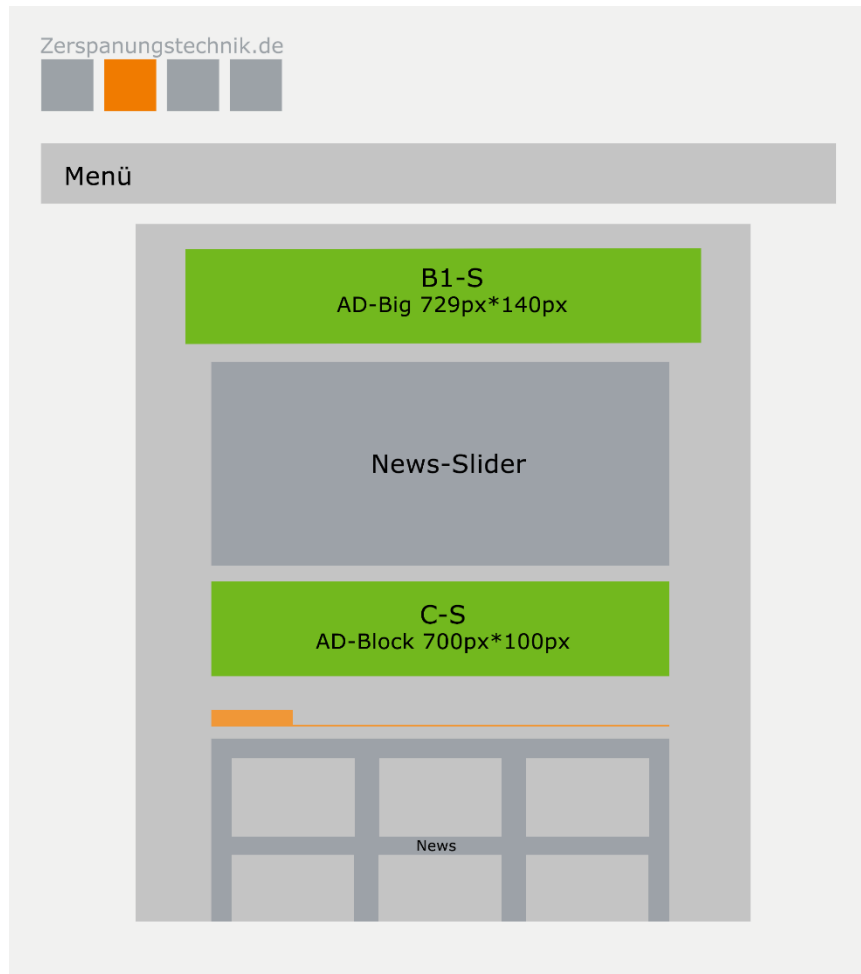 Zerspanungstechnik.de
Menü
B1-S
AD-Big 729px*140px
News-Slider
C-S
AD-Block 700px*100px
News